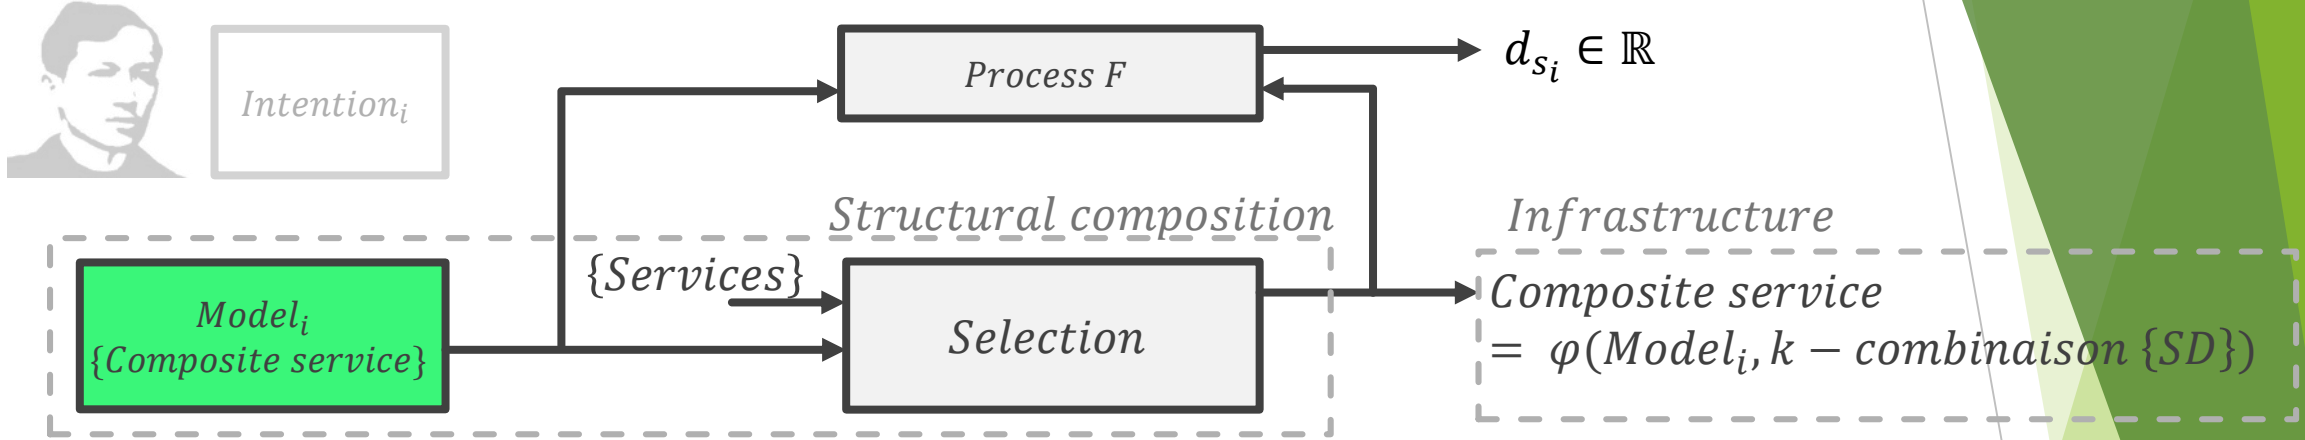 Intention_i
Process F
d_{s_i} ∈ ℝ
Structural composition
Infrastructure
{Services}
Model_i
{Composite service}
Selection
Composite service
= φ(Model_i, k − combinaison {SD})